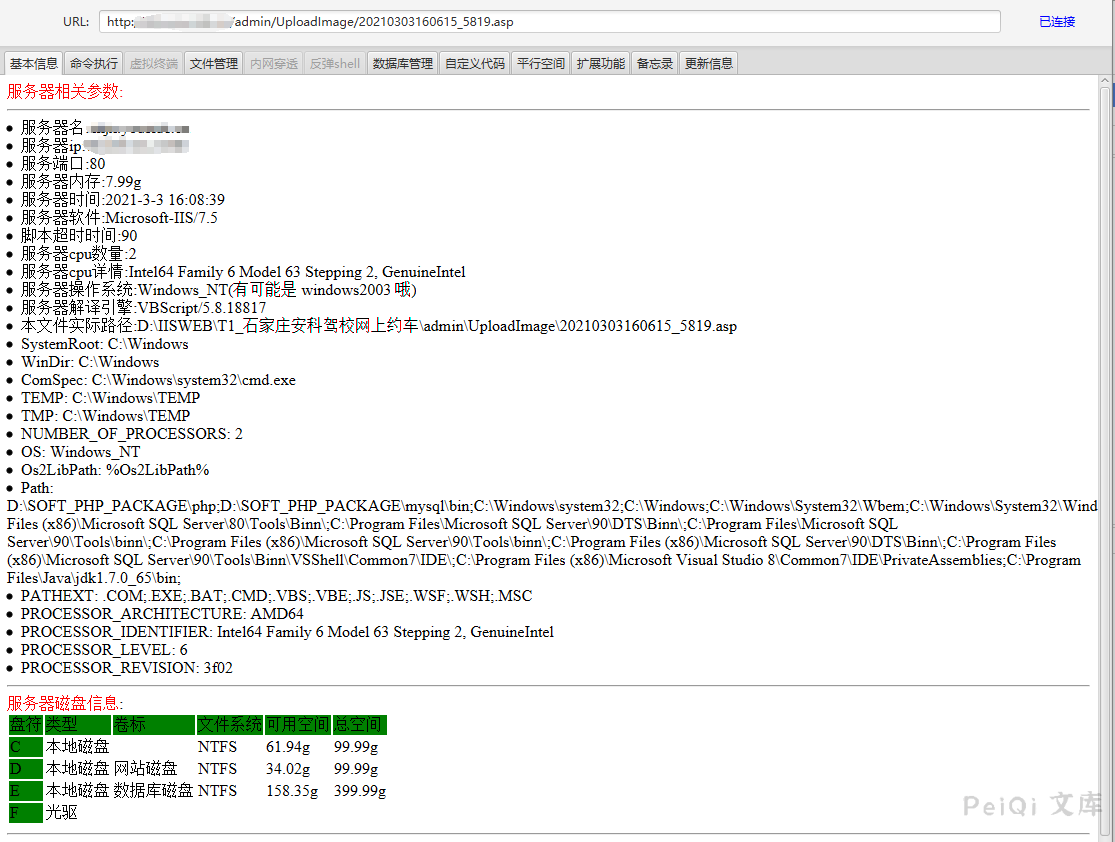 URL: http: /admin/UploadImage/20210303160615_5819.asp 已连接
基本信息 命令执行 虚拟终端 文件管理 内网穿透 反弹shell 数据库管理 自定义代码 平行空间 扩展功能 备忘录 更新信息
服务器相关参数:
服务器名:
服务器ip:
服务端口:80
服务器内存:7.99g
服务器时间:2021-3-3 16:08:39
服务器软件:Microsoft-IIS/7.5
脚本超时时间:90
服务器cpu数量:2
服务器cpu详情:Intel64 Family 6 Model 63 Stepping 2, GenuineIntel
服务器操作系统:Windows_NT(有可能是 windows2003 哦)
服务器解译引擎:VBScript/5.8.18817
本文件实际路径:D:\IISWEB\T1_石家庄安科驾校网上约车\admin\UploadImage\20210303160615_5819.asp
SystemRoot: C:\Windows
WinDir: C:\Windows
ComSpec: C:\Windows\system32\cmd.exe
TEMP: C:\Windows\TEMP
TMP: C:\Windows\TEMP
NUMBER_OF_PROCESSORS: 2
OS: Windows_NT
Os2LibPath: %Os2LibPath%
Path:
D:\SOFT_PHP_PACKAGE\php;D:\SOFT_PHP_PACKAGE\mysql\bin;C:\Windows\system32;C:\Windows;C:\Windows\System32\Wbem;C:\Windows\System32\Wind
Files (x86)\Microsoft SQL Server\80\Tools\Binn\;C:\Program Files\Microsoft SQL Server\90\DTS\Binn\;C:\Program Files\Microsoft SQL
Server\90\Tools\binn\;C:\Program Files (x86)\Microsoft SQL Server\90\Tools\binn\;C:\Program Files (x86)\Microsoft SQL Server\90\DTS\Binn\;C:\Program Files
(x86)\Microsoft SQL Server\90\Tools\Binn\VSShell\Common7\IDE\;C:\Program Files (x86)\Microsoft Visual Studio 8\Common7\IDE\PrivateAssemblies;C:\Program
Files\Java\jdk1.7.0_65\bin;
PATHEXT: .COM;.EXE;.BAT;.CMD;.VBS;.VBE;.JS;.JSE;.WSF;.WSH;.MSC
PROCESSOR_ARCHITECTURE: AMD64
PROCESSOR_IDENTIFIER: Intel64 Family 6 Model 63 Stepping 2, GenuineIntel
PROCESSOR_LEVEL: 6
PROCESSOR_REVISION: 3f02
服务器磁盘信息:
盘符 类型 卷标 文件系统 可用空间 总空间
C 本地磁盘 NTFS 61.94g 99.99g
D 本地磁盘 网站磁盘 NTFS 34.02g 99.99g
E 本地磁盘 数据库磁盘 NTFS 158.35g 399.99g
F 光驱
PeiQi 文库